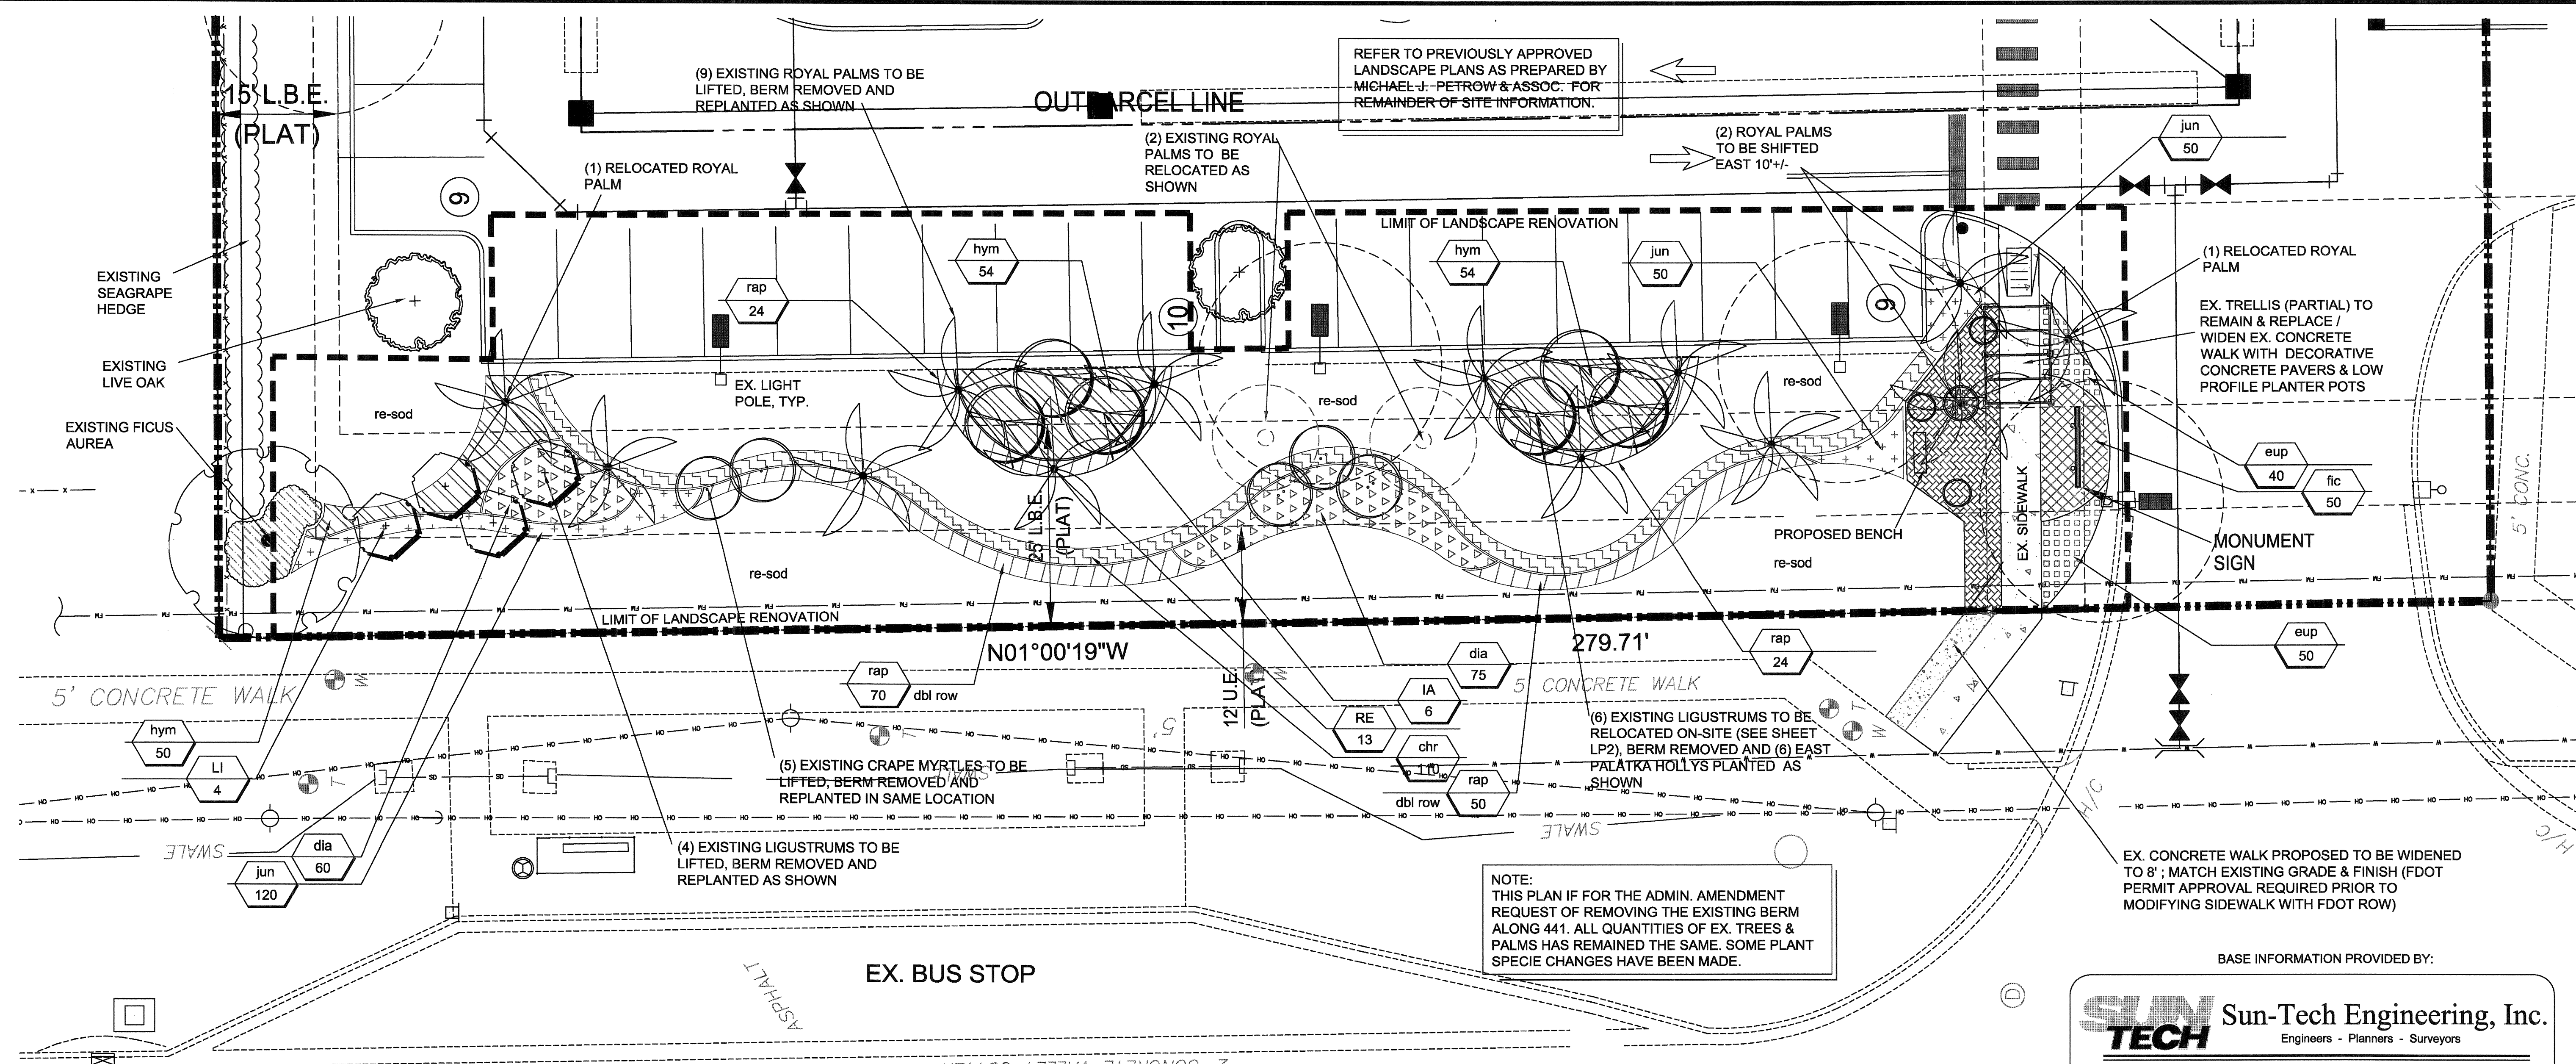 15' L.B.E.
(PLAT)
(9) EXISTING ROYAL PALMS TO BE
LIFTED, BERM REMOVED AND
REPLANTED AS SHOWN
OUTPARCEL LINE
REFER TO PREVIOUSLY APPROVED
LANDSCAPE PLANS AS PREPARED BY
MICHAEL J. PETROW & ASSOC. FOR
REMAINDER OF SITE INFORMATION.
(1) RELOCATED ROYAL
PALM
(2) EXISTING ROYAL
PALMS TO BE
RELOCATED AS
SHOWN
(2) ROYAL PALMS
TO BE SHIFTED
EAST 10'+/-
jun
50
9
LIMIT OF LANDSCAPE RENOVATION
hym
54
rap
24
10
hym
54
jun
50
9
(1) RELOCATED ROYAL
PALM
EXISTING
SEAGRAPE
HEDGE
EXISTING
LIVE OAK
EXISTING FICUS
AUREA
re-sod
EX. LIGHT
POLE, TYP.
re-sod
re-sod
EX. TRELLIS (PARTIAL) TO
REMAIN & REPLACE /
WIDEN EX. CONCRETE
WALK WITH DECORATIVE
CONCRETE PAVERS & LOW
PROFILE PLANTER POTS
eup
40
fic
50
5' CONC.
25' L.B.E.
(PLAT)
re-sod
PROPOSED BENCH
re-sod
EX. SIDEWALK
MONUMENT
SIGN
LIMIT OF LANDSCAPE RENOVATION
N01°00'19"W
279.71'
eup
50
5' CONCRETE WALK
W
rap
70
dbl row
12' U.E.
(PLAT)
W
dia
75
5' CONCRETE WALK
rap
24
hym
50
LI
4
T
T
5'
IA
6
RE
13
chr
110
rap
50
dbl row
T
W
(6) EXISTING LIGUSTRUMS TO BE
RELOCATED ON-SITE (SEE SHEET
LP2), BERM REMOVED AND (6) EAST
PALATKA HOLLYS PLANTED AS
SHOWN
(5) EXISTING CRAPE MYRTLES TO BE
LIFTED, BERM REMOVED AND
REPLANTED IN SAME LOCATION
SWALE
SWALE
SWALE
H/C
H/C
dia
60
jun
120
(4) EXISTING LIGUSTRUMS TO BE
LIFTED, BERM REMOVED AND
REPLANTED AS SHOWN
NOTE:
THIS PLAN IF FOR THE ADMIN. AMENDMENT
REQUEST OF REMOVING THE EXISTING BERM
ALONG 441. ALL QUANTITIES OF EX. TREES &
PALMS HAS REMAINED THE SAME. SOME PLANT
SPECIE CHANGES HAVE BEEN MADE.
EX. CONCRETE WALK PROPOSED TO BE WIDENED
TO 8' ; MATCH EXISTING GRADE & FINISH (FDOT
PERMIT APPROVAL REQUIRED PRIOR TO
MODIFYING SIDEWALK WITH FDOT ROW)
EX. BUS STOP
ASPHALT
D
BASE INFORMATION PROVIDED BY:
SUN
TECH
Sun-Tech Engineering, Inc.
Engineers - Planners - Surveyors